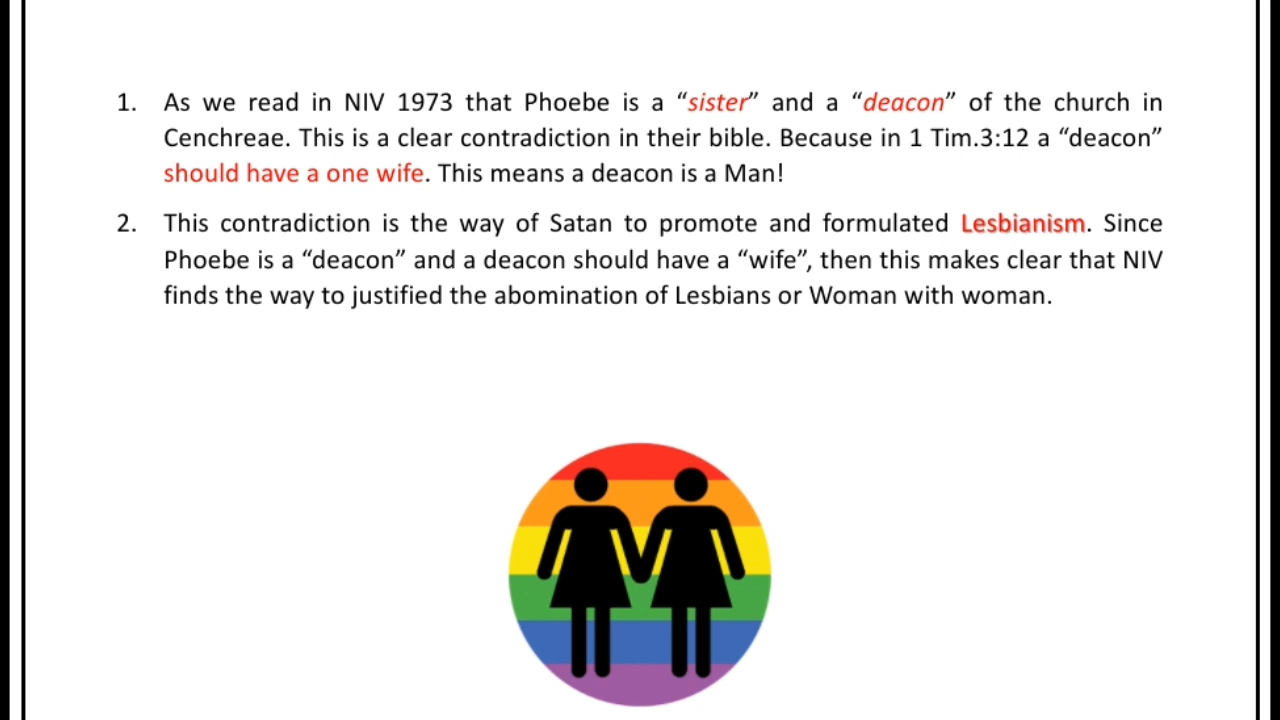 1. As we read in NIV 1973 that Phoebe is a “sister” and a “deacon” of the church in
Cenchreae. This is a clear contradiction in their bible. Because in 1 Tim.3:12 a “deacon”
should have a one wife. This means a deacon is a Man!
2. This contradiction is the way of Satan to promote and formulated Lesbianism. Since
Phoebe is a “deacon” and a deacon should have a “wife”, then this makes clear that NIV
finds the way to justified the abomination of Lesbians or Woman with woman.